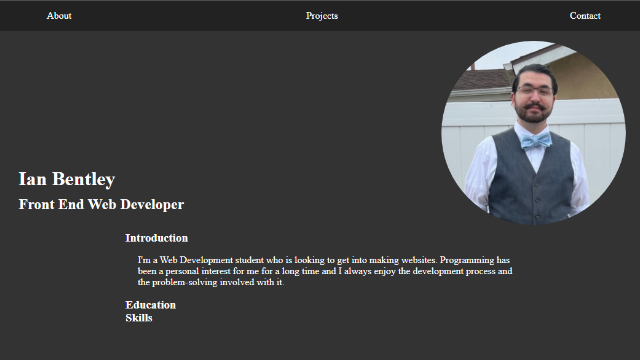 About
Projects
Contact
Ian Bentley
Front End Web Developer
Introduction
I'm a Web Development student who is looking to get into making websites. Programming has
been a personal interest for me for a long time and I always enjoy the development process and
the problem-solving involved with it.
Education
Skills